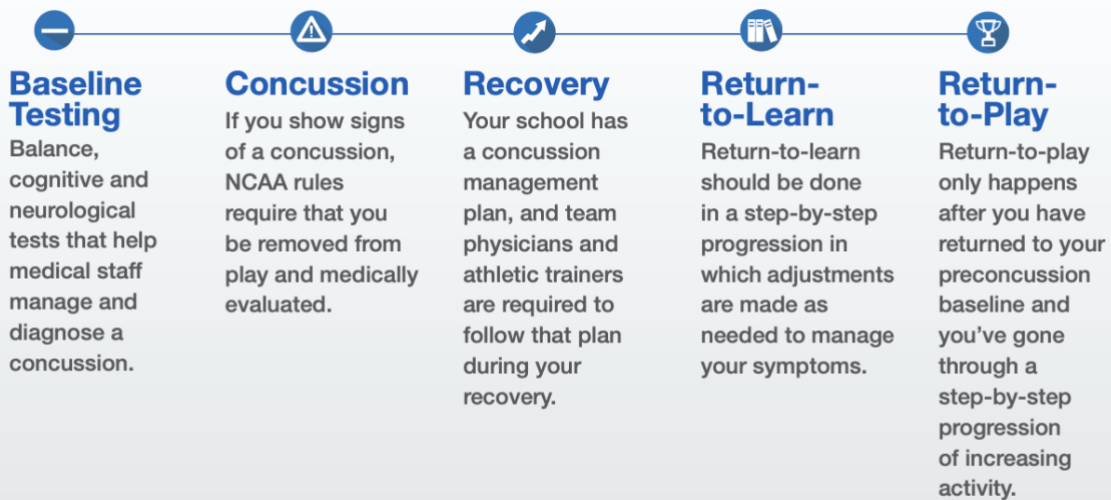 Baseline
Testing
Balance,
cognitive and
neurological
tests that help
medical staff
manage and
diagnose a
concussion.
Concussion
If you show signs
of a concussion,
NCAA rules
require that you
be removed from
play and medically
evaluated.
Recovery
Your school has
a concussion
management
plan, and team
physicians and
athletic trainers
are required to
follow that plan
during your
recovery.
Return-
to-Learn
Return-to-learn
should be done
in a step-by-step
progression in
which adjustments
are made as
needed to manage
your symptoms.
Return-
to-Play
Return-to-play
only happens
after you have
returned to your
preconcussion
baseline and
you’ve gone
through a
step-by-step
progression
of increasing
activity.